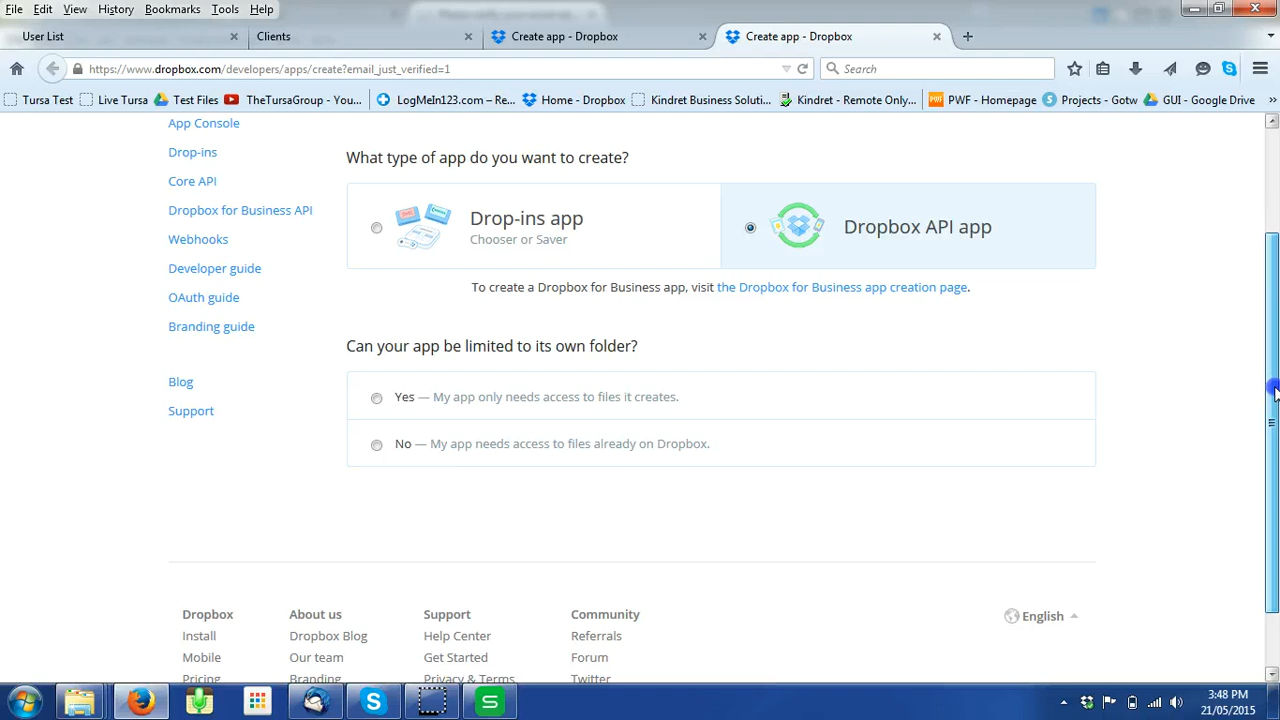 File Edit View History Bookmarks Tools Help
User List
Clients
Create app - Dropbox
Create app - Dropbox
https://www.dropbox.com/developers/apps/create?email_just_verified=1
Search
Tursa Test
Live Tursa
Test Files
TheTursaGroup - You...
LogMeIn123.com – Re...
Home - Dropbox
Kindret Business Soluti...
Kindret - Remote Only...
PWF - Homepage
Projects - Gotw
GUI - Google Drive
App Console
Drop-ins
Core API
Dropbox for Business API
Webhooks
Developer guide
OAuth guide
Branding guide
Blog
Support
What type of app do you want to create?
Drop-ins app
Chooser or Saver
Dropbox API app
To create a Dropbox for Business app, visit the Dropbox for Business app creation page.
Can your app be limited to its own folder?
Yes — My app only needs access to files it creates.
No — My app needs access to files already on Dropbox.
Dropbox
Install
Mobile
Pricing
About us
Dropbox Blog
Our team
Branding
Support
Help Center
Get Started
Privacy & Terms
Community
Referrals
Forum
Twitter
English
3:48 PM
21/05/2015